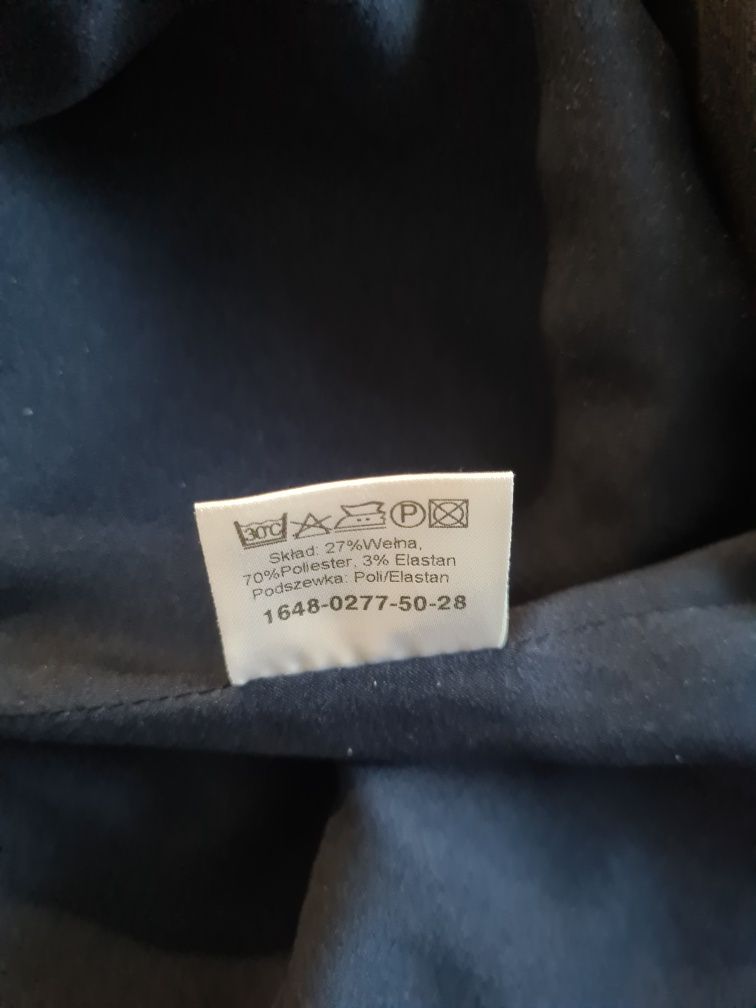 30°C P
Skład: 27%Wełna,
70%Poliester, 3% Elastan
Podszewka: Poli/Elastan
1648-0277-50-28